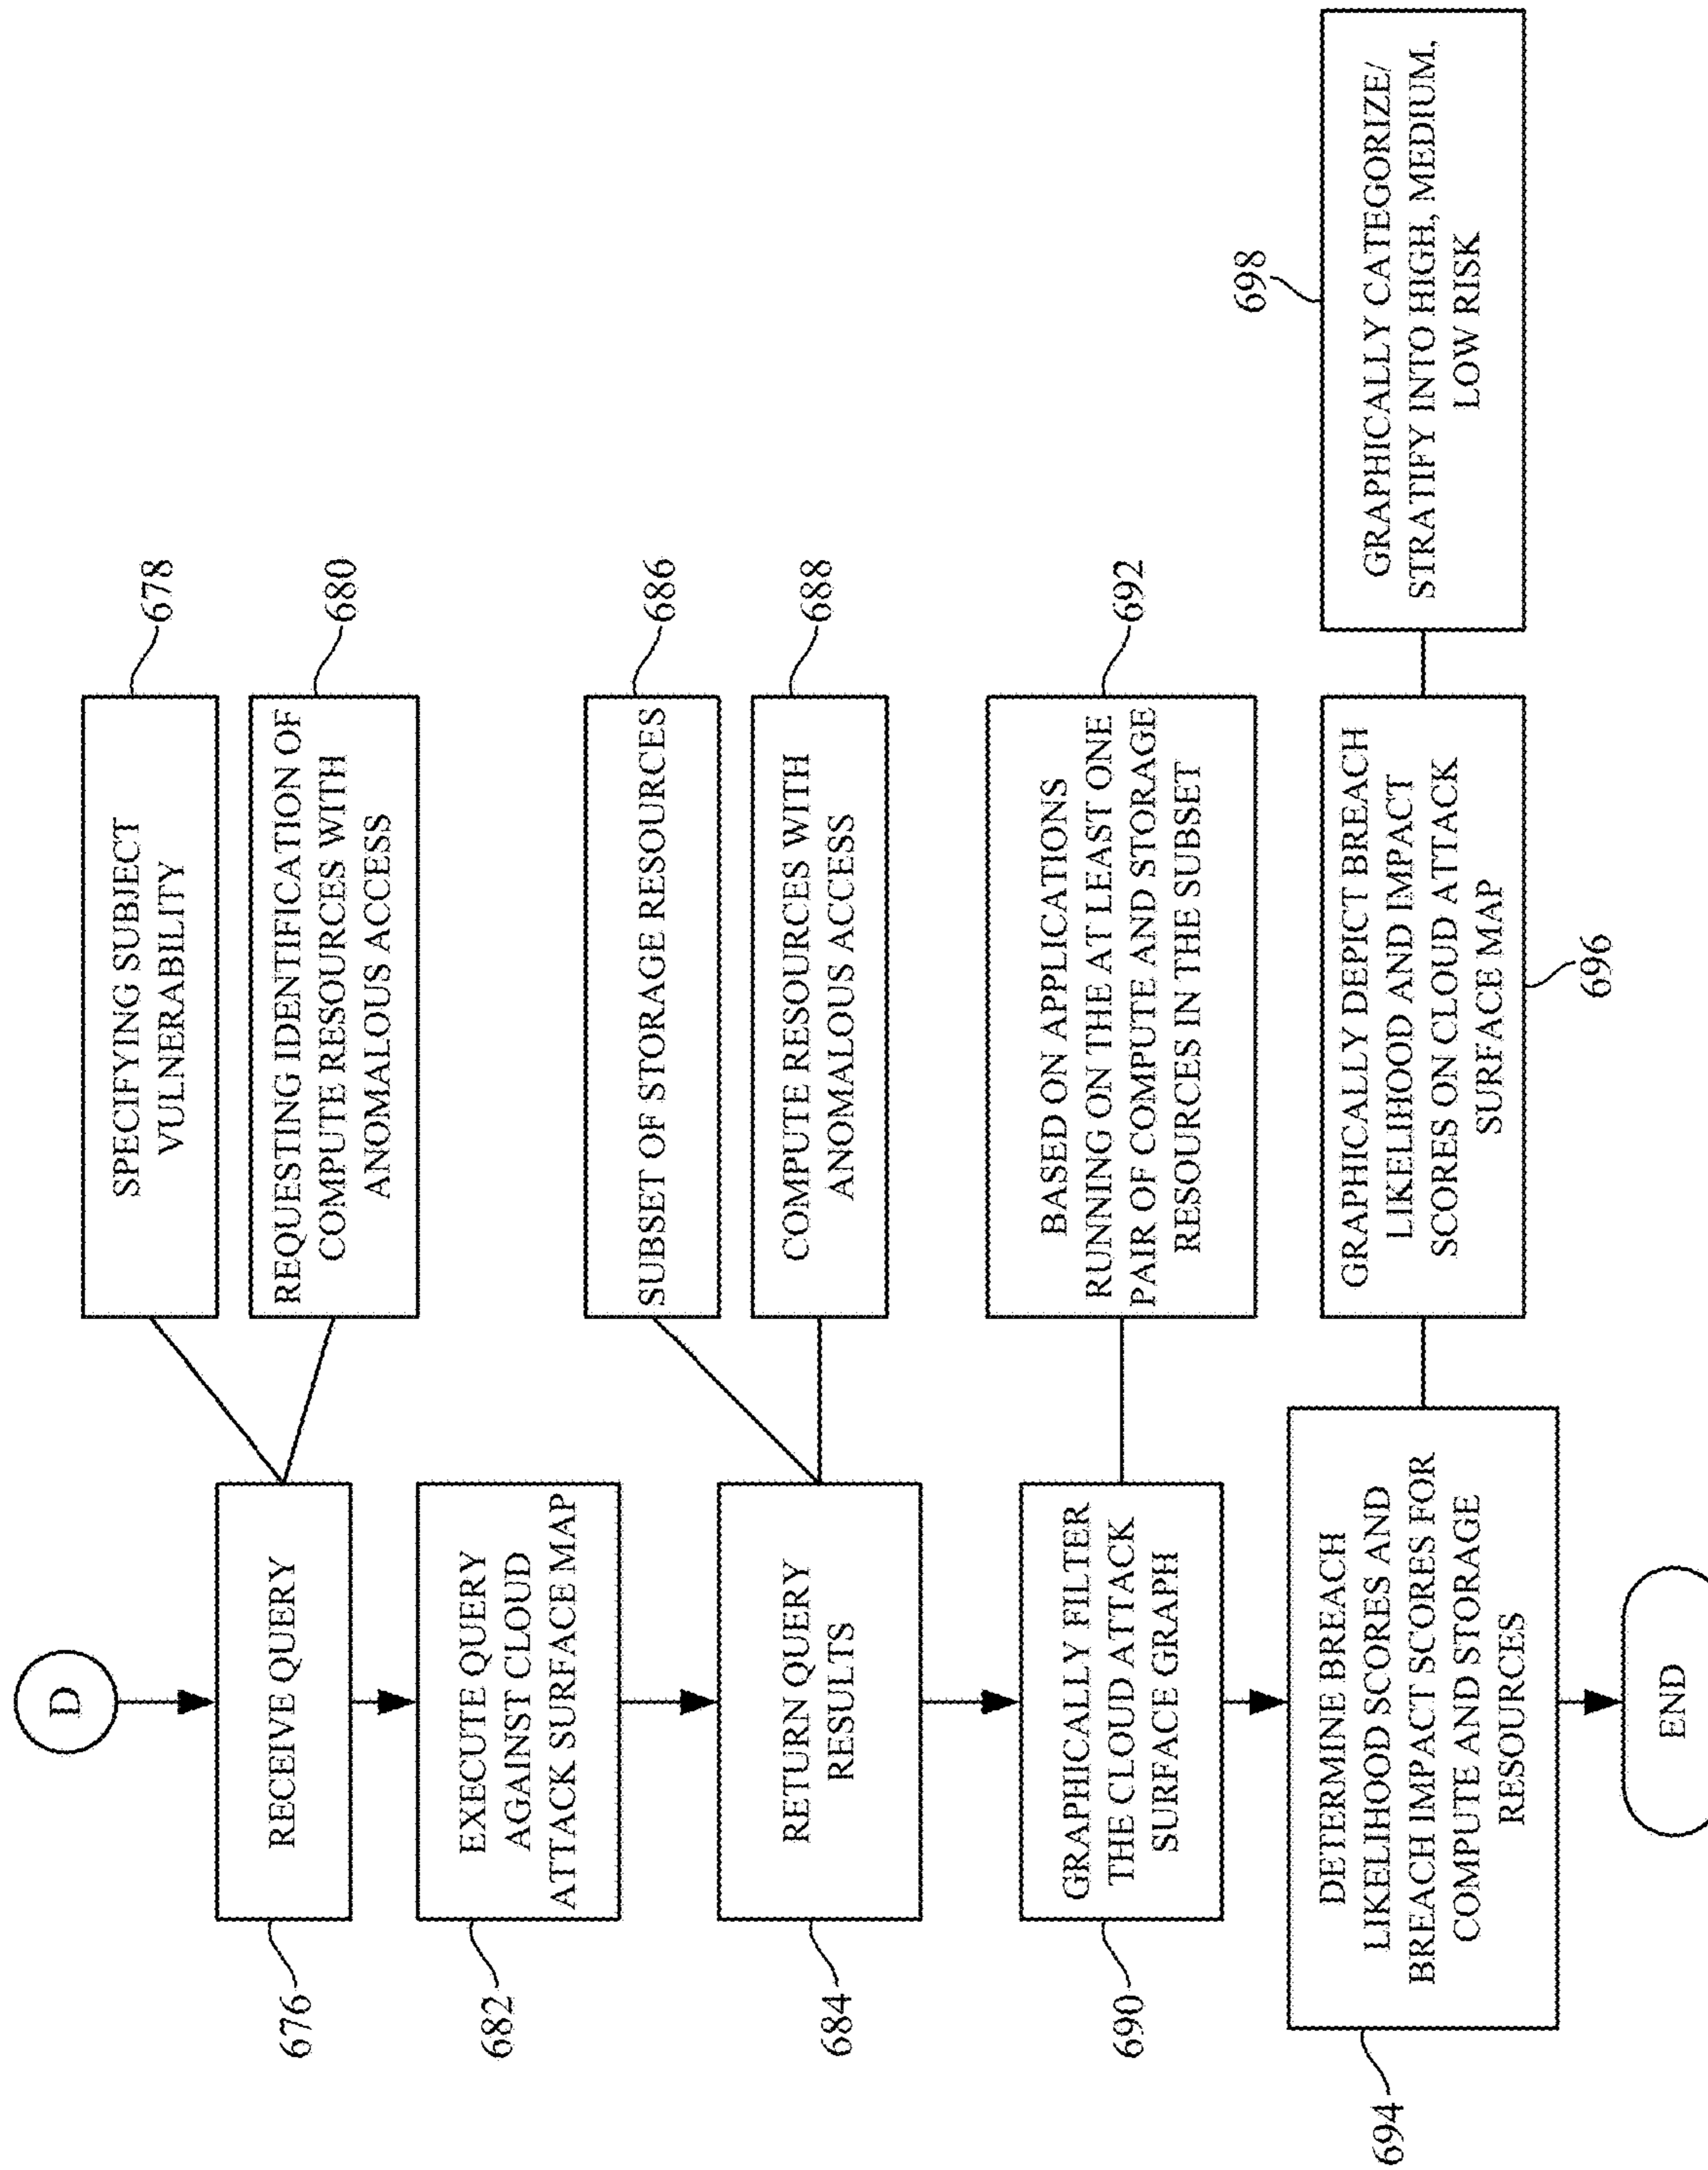 D
RECEIVE QUERY
676
SPECIFYING SUBJECT
VULNERABILITY
678
REQUESTING IDENTIFICATION OF
COMPUTE RESOURCES WITH
ANOMALOUS ACCESS
680
EXECUTE QUERY
AGAINST CLOUD
ATTACK SURFACE MAP
682
RETURN QUERY
RESULTS
684
SUBSET OF STORAGE RESOURCES
686
COMPUTE RESOURCES WITH
ANOMALOUS ACCESS
688
GRAPHICALLY FILTER
THE CLOUD ATTACK
SURFACE GRAPH
690
BASED ON APPLICATIONS
RUNNING ON THE AT LEAST ONE
PAIR OF COMPUTE AND STORAGE
RESOURCES IN THE SUBSET
692
DETERMINE BREACH
LIKELIHOOD SCORES AND
BREACH IMPACT SCORES FOR
COMPUTE AND STORAGE
RESOURCES
694
GRAPHICALLY DEPICT BREACH
LIKELIHOOD AND IMPACT
SCORES ON CLOUD ATTACK
SURFACE MAP
696
GRAPHICALLY CATEGORIZE/
STRATIFY INTO HIGH, MEDIUM,
LOW RISK
698
END